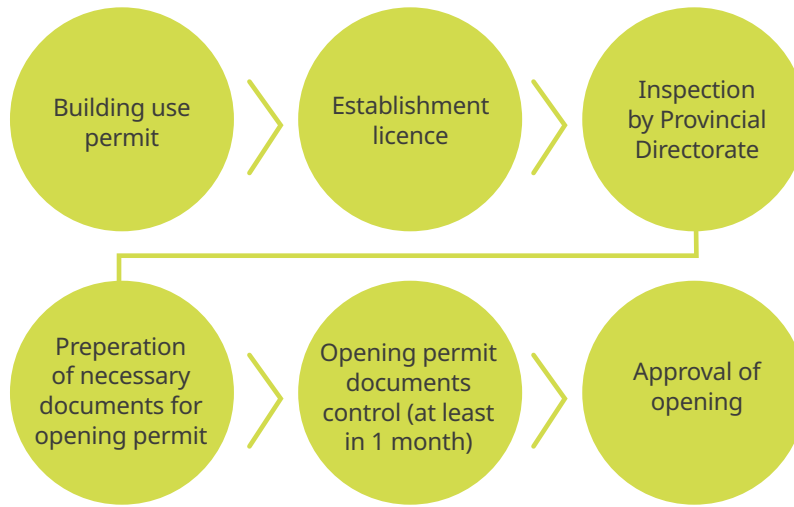 Building use
permit
Establishment
licence
Inspection
by Provincial
Directorate
Preperation
of necessary
documents for
opening permit
Opening permit
documents
control (at least
in 1 month)
Approval of
opening